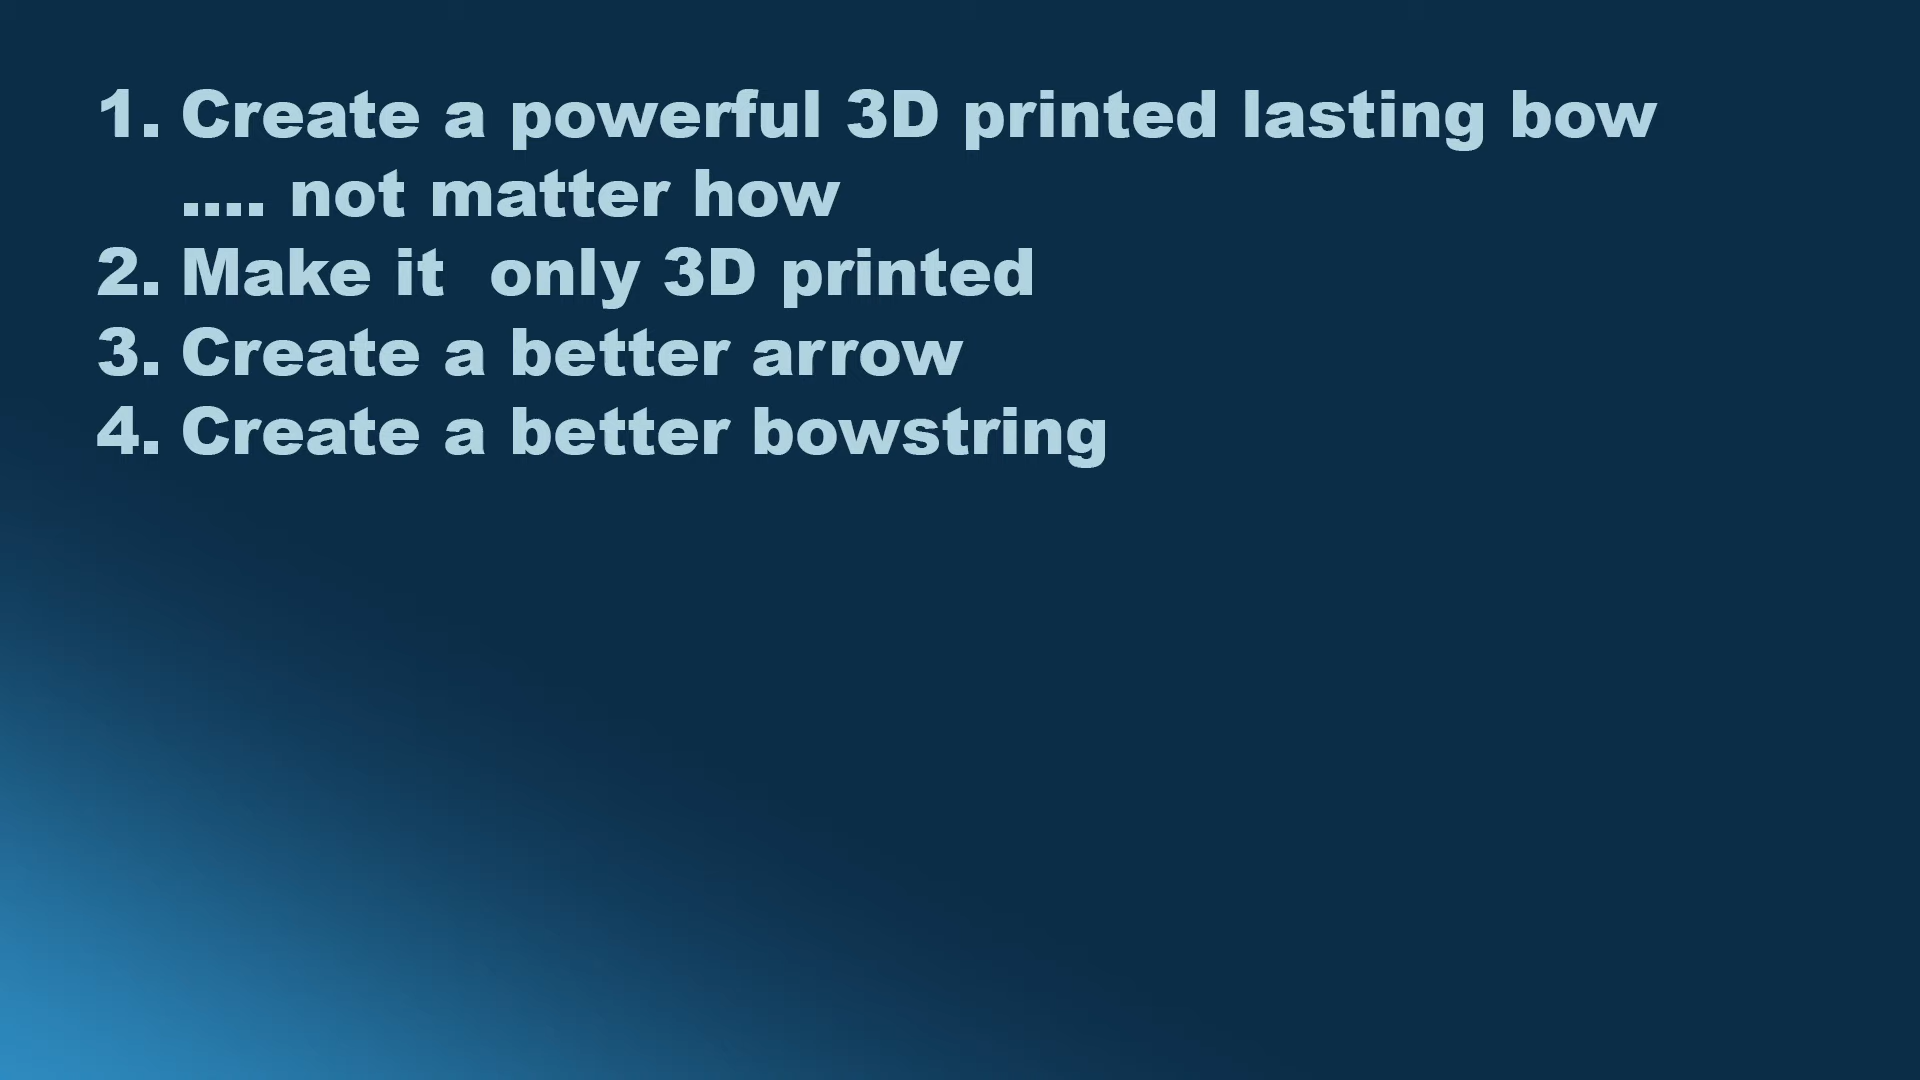 1. Create a powerful 3D printed lasting bow
.... not matter how
2. Make it  only 3D printed
3. Create a better arrow
4. Create a better bowstring